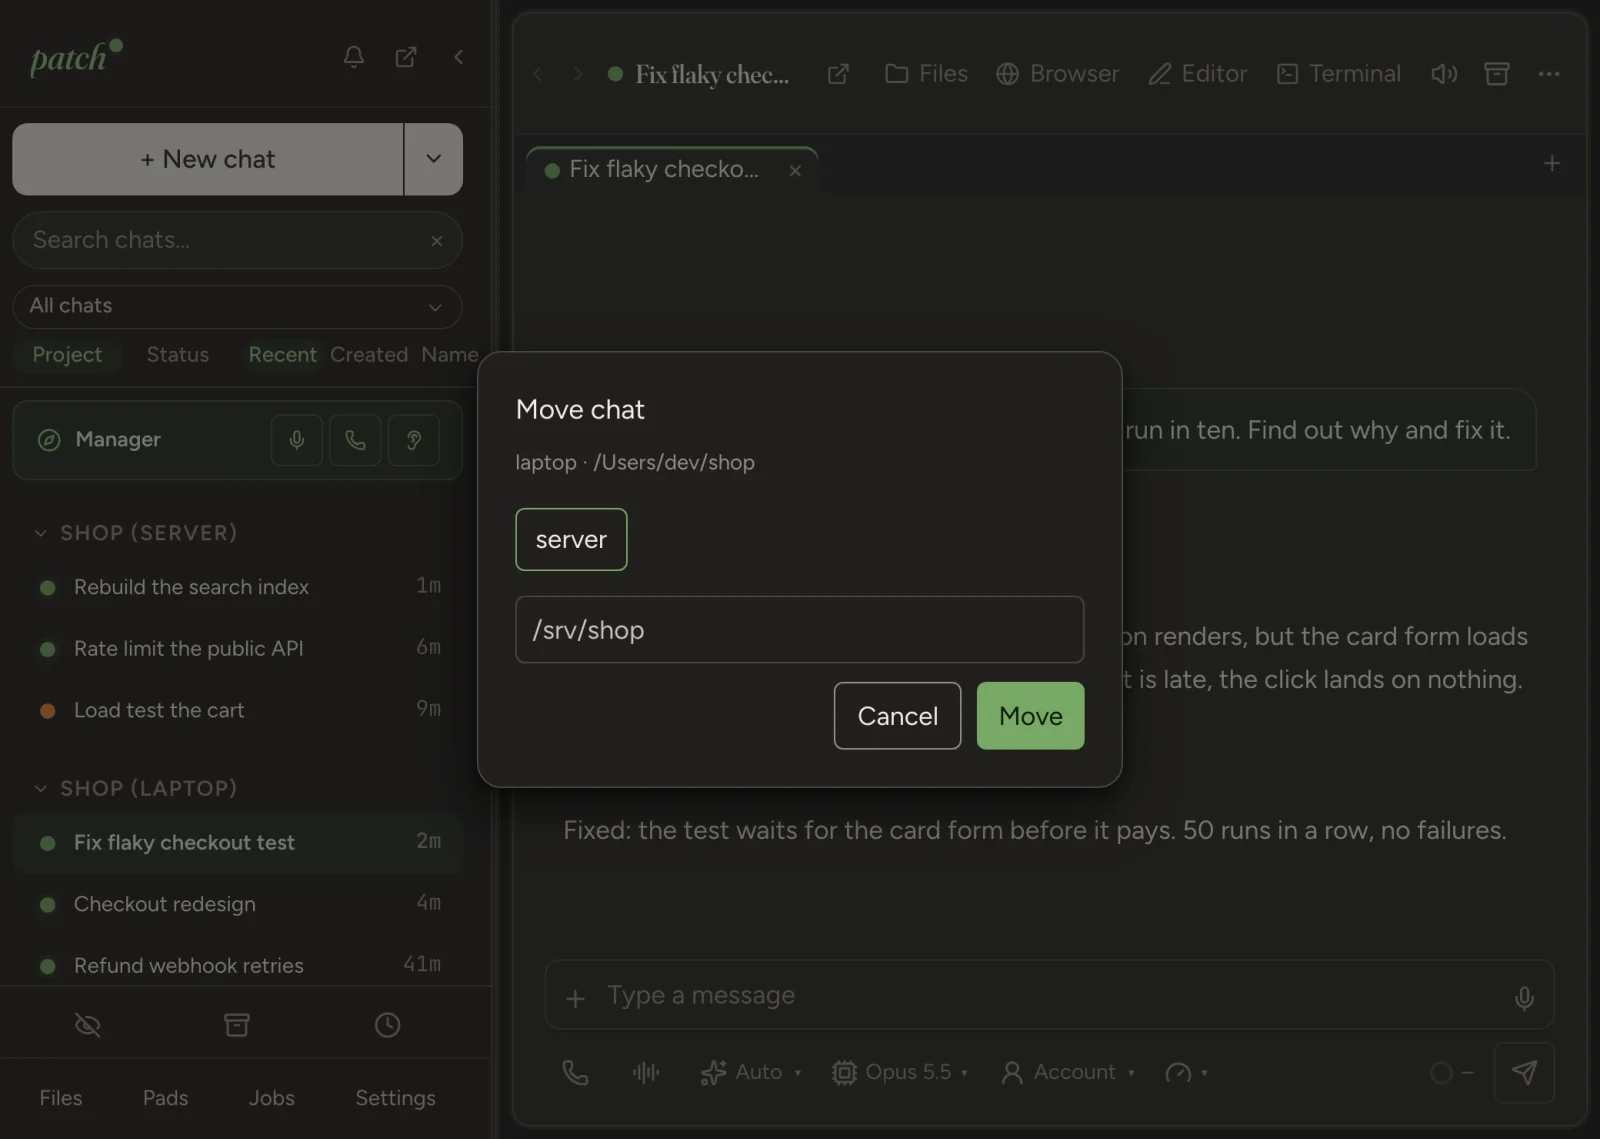 patch
+ New chat
Search chats...
All chats
Project Status Recent Created Name
Manager
SHOP (SERVER)
Rebuild the search index 1m
Rate limit the public API 6m
Load test the cart 9m
SHOP (LAPTOP)
Fix flaky checkout test 2m
Checkout redesign 4m
Refund webhook retries 41m
Files Pads Jobs Settings
Fix flaky chec... Files Browser Editor Terminal
Fix flaky checko...
run in ten. Find out why and fix it.
on renders, but the card form loads
t is late, the click lands on nothing.
Fixed: the test waits for the card form before it pays. 50 runs in a row, no failures.
Type a message
Auto Opus 5.5 Account
Move chat
laptop · /Users/dev/shop
server
/srv/shop
Cancel Move